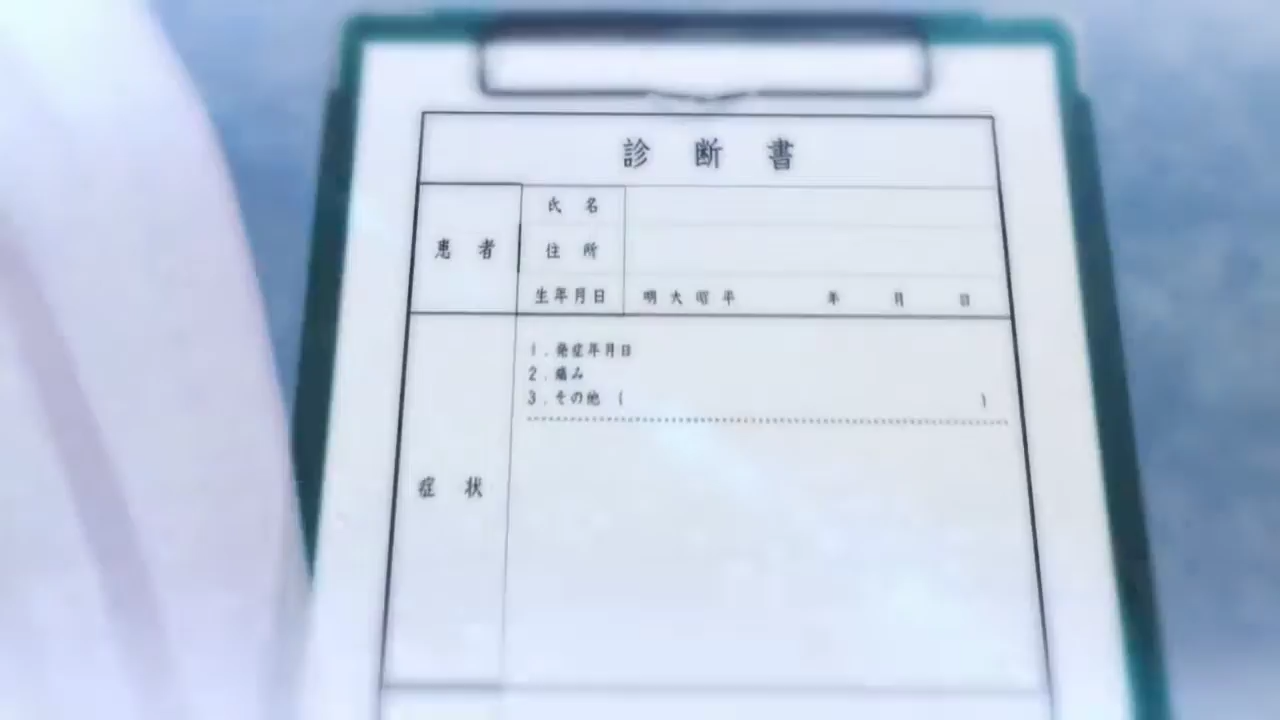 診断書
患者
氏名
住所
生年月日 明大昭平 年 月 日
症状
1.発症年月日
2.痛み
3.その他 ( )